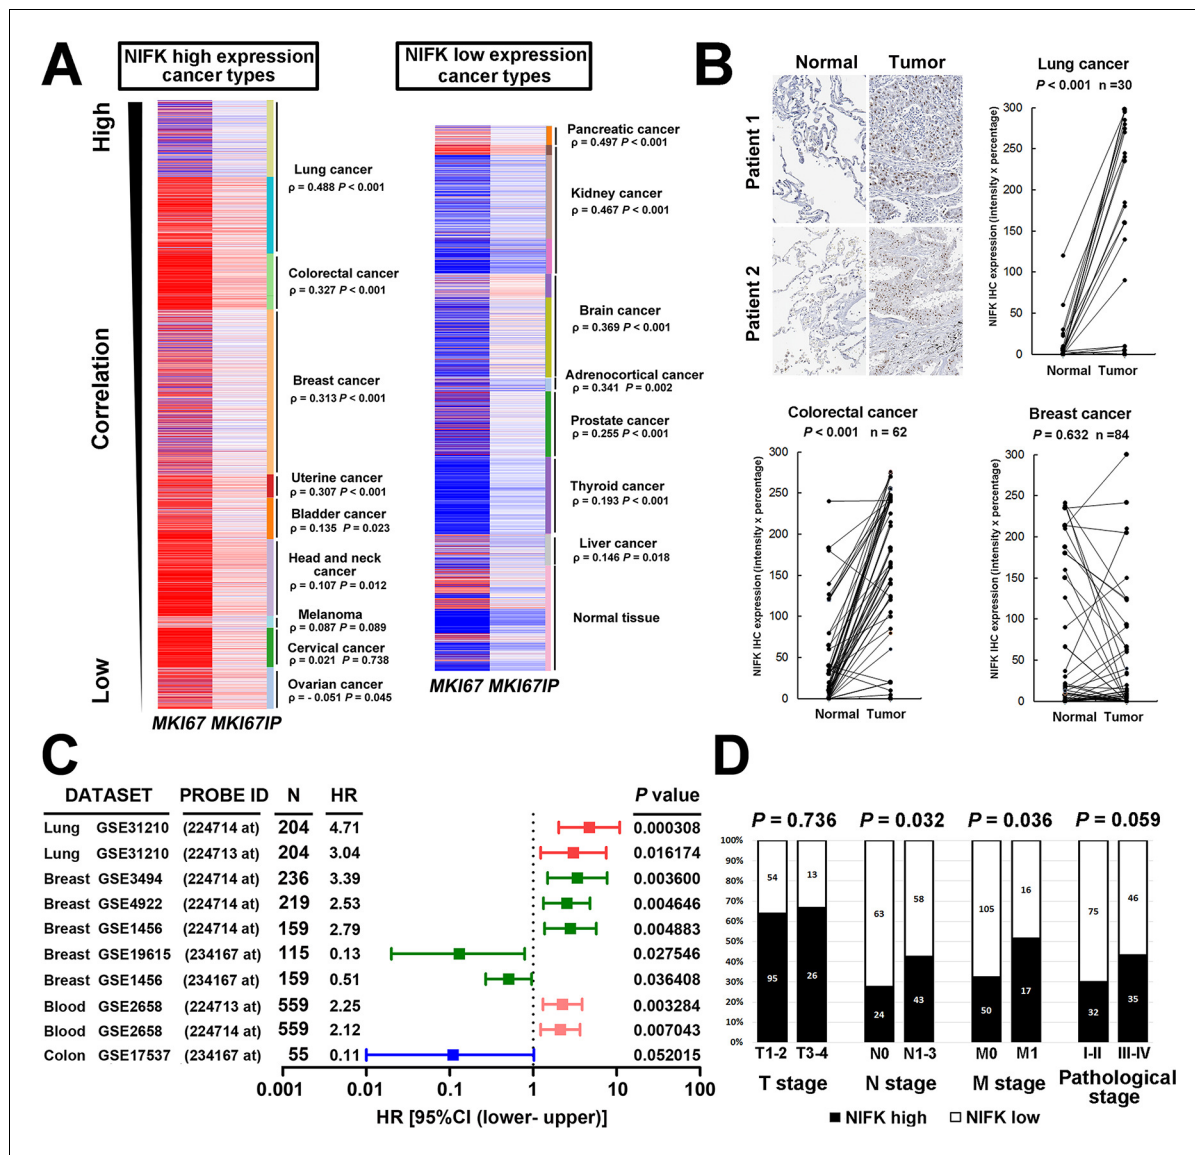 A
NIFK high expression
cancer types
NIFK low expression
cancer types
High
Correlation
Low
Lung cancer
ρ = 0.488 P < 0.001
Colorectal cancer
ρ = 0.327 P < 0.001
Breast cancer
ρ = 0.313 P < 0.001
Uterine cancer
ρ = 0.307 P < 0.001
Bladder cancer
ρ = 0.135 P = 0.023
Head and neck
cancer
ρ = 0.107 P = 0.012
Melanoma
ρ = 0.087 P = 0.089
Cervical cancer
ρ = 0.021 P = 0.738
Ovarian cancer
ρ = - 0.051 P = 0.045
MKI67 MKI67IP
Pancreatic cancer
ρ = 0.497 P < 0.001
Kidney cancer
ρ = 0.467 P < 0.001
Brain cancer
ρ = 0.369 P < 0.001
Adrenocortical cancer
ρ = 0.341 P = 0.002
Prostate cancer
ρ = 0.255 P < 0.001
Thyroid cancer
ρ = 0.193 P < 0.001
Liver cancer
ρ = 0.146 P = 0.018
Normal tissue
MKI67 MKI67IP
B
Normal Tumor
Patient 1
Patient 2
Lung cancer
P < 0.001 n =30
NIFK IHC expression (intensity x percentage)
300
250
200
150
100
50
0
Normal Tumor
Colorectal cancer
P < 0.001 n = 62
NIFK IHC expression (intensity x percentage)
300
250
200
150
100
50
0
Normal Tumor
Breast cancer
P = 0.632 n =84
NIFK IHC expression (intensity x percentage)
300
250
200
150
100
50
0
Normal Tumor
C
DATASET PROBE ID N HR P value
Lung GSE31210 (224714 at) 204 4.71 0.000308
Lung GSE31210 (224713 at) 204 3.04 0.016174
Breast GSE3494 (224714 at) 236 3.39 0.003600
Breast GSE4922 (224714 at) 219 2.53 0.004646
Breast GSE1456 (224714 at) 159 2.79 0.004883
Breast GSE19615 (234167 at) 115 0.13 0.027546
Breast GSE1456 (234167 at) 159 0.51 0.036408
Blood GSE2658 (224713 at) 559 2.25 0.003284
Blood GSE2658 (224714 at) 559 2.12 0.007043
Colon GSE17537 (234167 at) 55 0.11 0.052015
0.001 0.01 0.1 1 10 100
HR [95%CI (lower- upper)]
D
P = 0.736 P = 0.032 P = 0.036 P = 0.059
100%
90%
80%
70%
60%
50%
40%
30%
20%
10%
0%
54 13 63 58 105 16 75 46
95 26 24 43 50 17 32 35
T1-2 T3-4 N0 N1-3 M0 M1 I-II III-IV
T stage N stage M stage Pathological
stage
NIFK high NIFK low